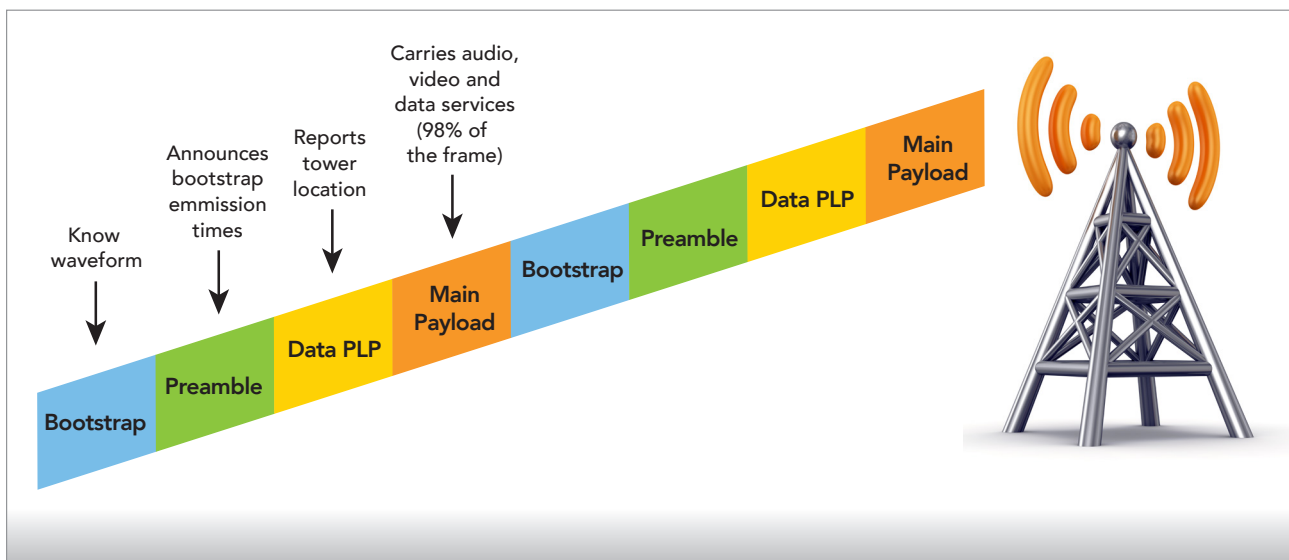 Know
waveform
Announces
bootstrap
emmission
times
Reports
tower
location
Carries audio,
video and
data services
(98% of
the frame)
Bootstrap
Preamble
Data PLP
Main
Payload
Bootstrap
Preamble
Data PLP
Main
Payload